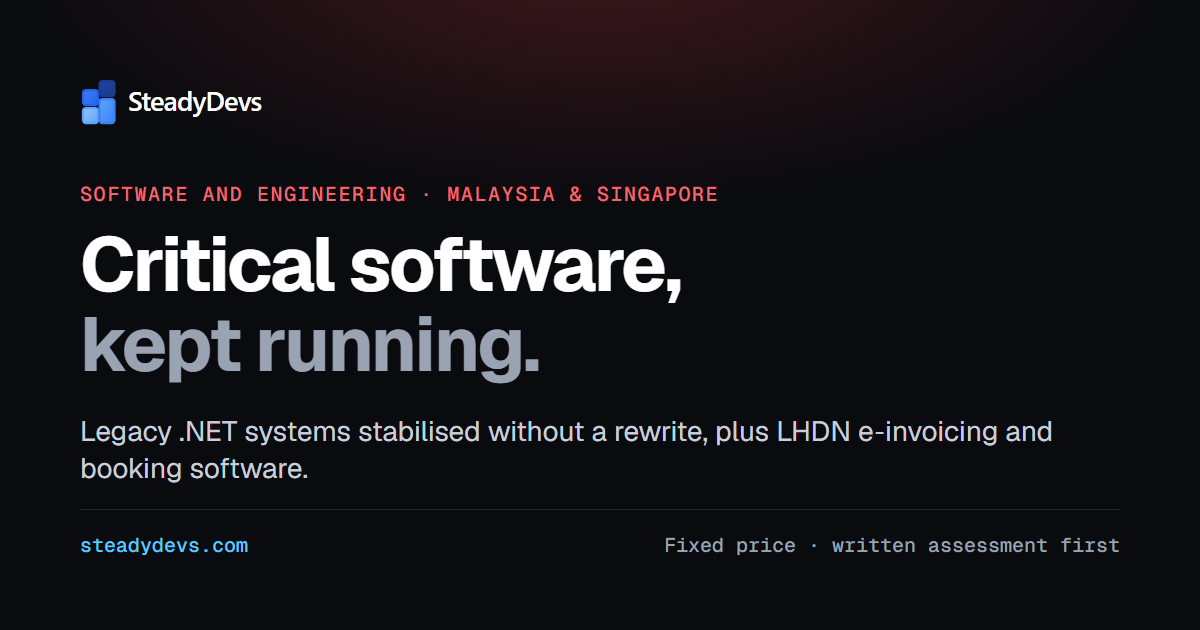 SteadyDevs
SOFTWARE AND ENGINEERING · MALAYSIA & SINGAPORE
Critical software,
kept running.
Legacy .NET systems stabilised without a rewrite, plus LHDN e-invoicing and
booking software.
steadydevs.com
Fixed price · written assessment first